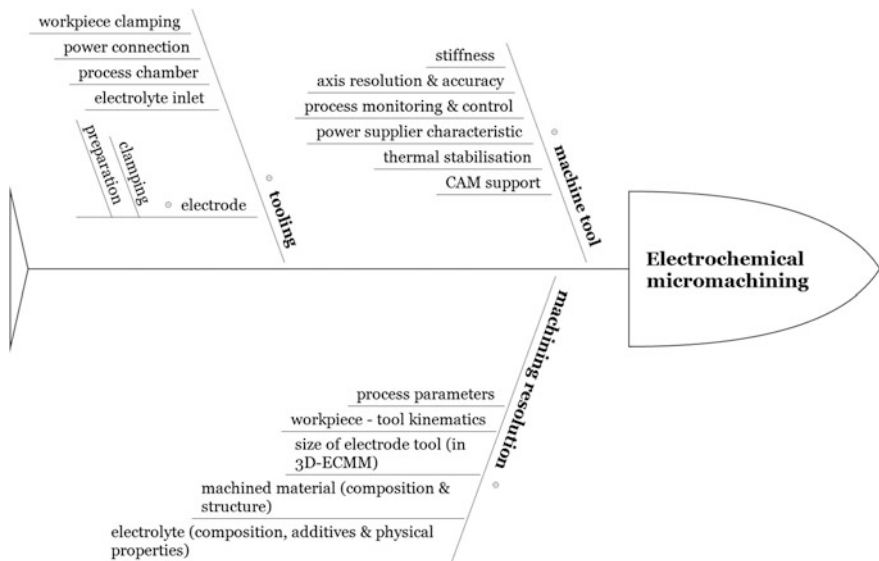 workpiece clamping
power connection
process chamber
electrolyte inlet
preparation
clamping
electrode
tooling
stiffness
axis resolution & accuracy
process monitoring & control
power supplier characteristic
thermal stabilisation
CAM support
machine tool
Electrochemical
micromachining
machining resolution
process parameters
workpiece - tool kinematics
size of electrode tool (in
3D-ECMM)
machined material (composition &
structure)
electrolyte (composition, additives & physical
properties)